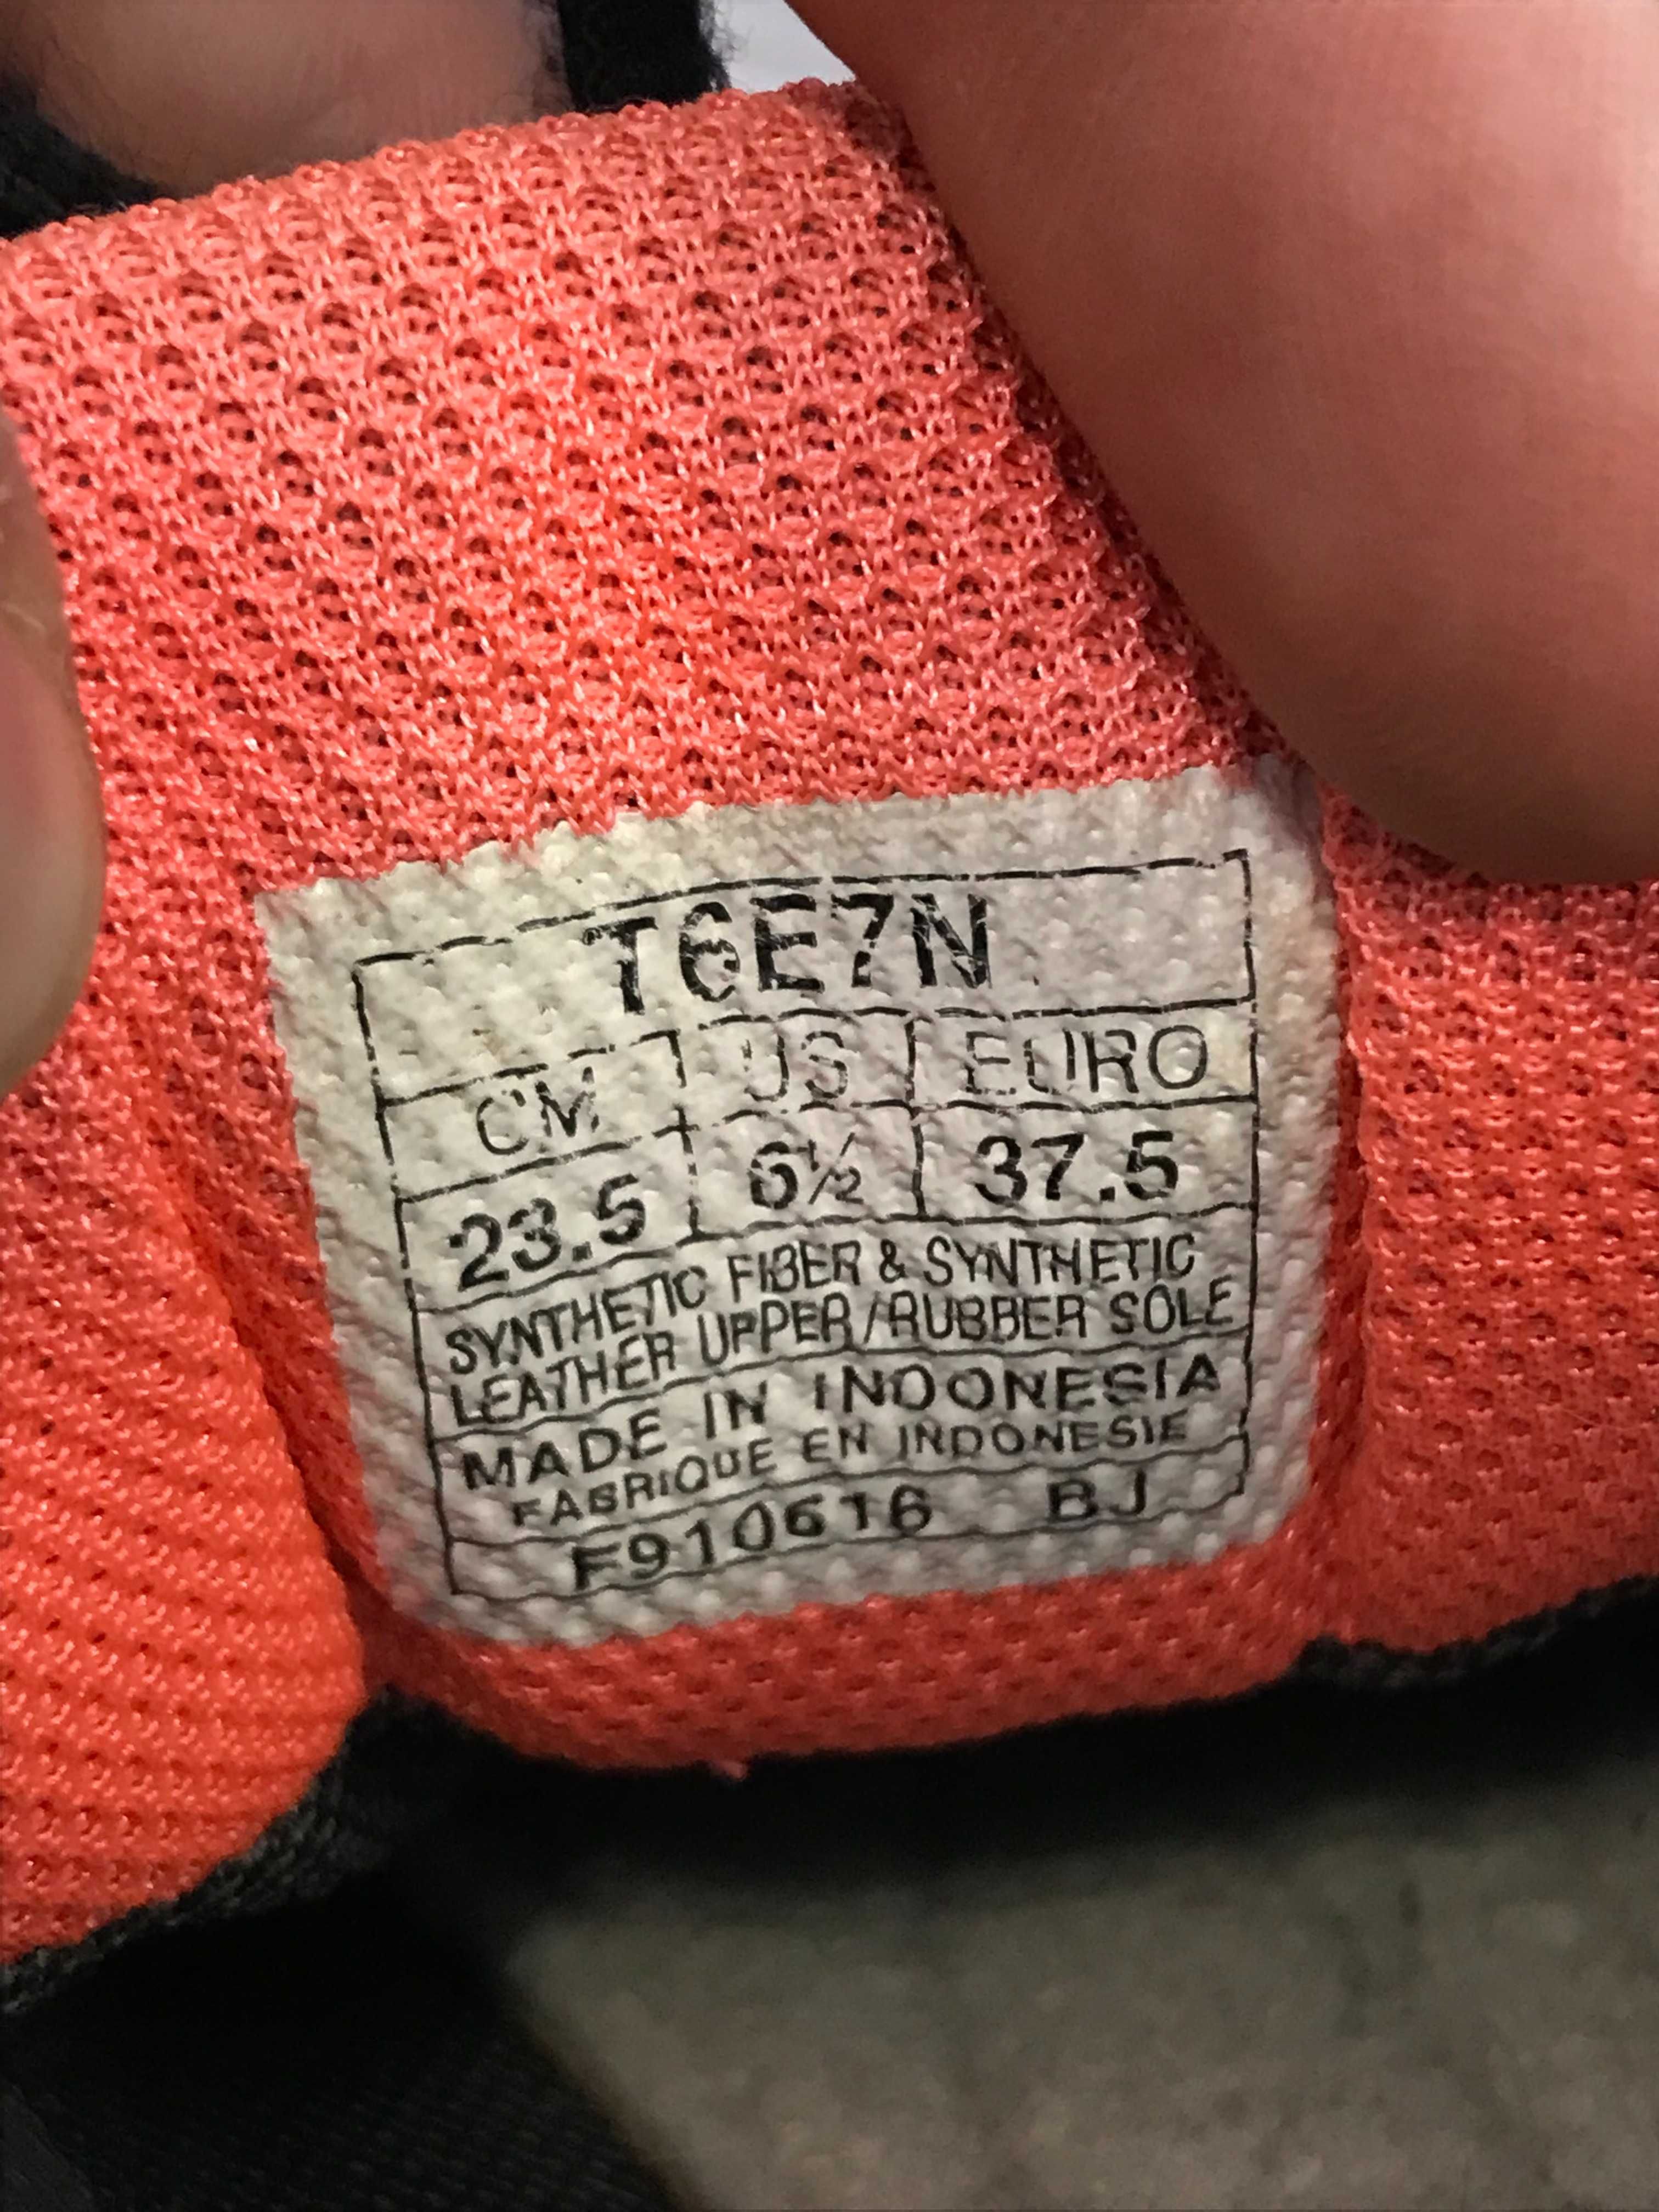 T6E7N
CM US EURO
23.5 6½ 37.5
SYNTHETIC FIBER & SYNTHETIC
LEATHER UPPER/RUBBER SOLE
MADE IN INDONESIA
FABRIQUE EN INDONESIE
F910616 BJ